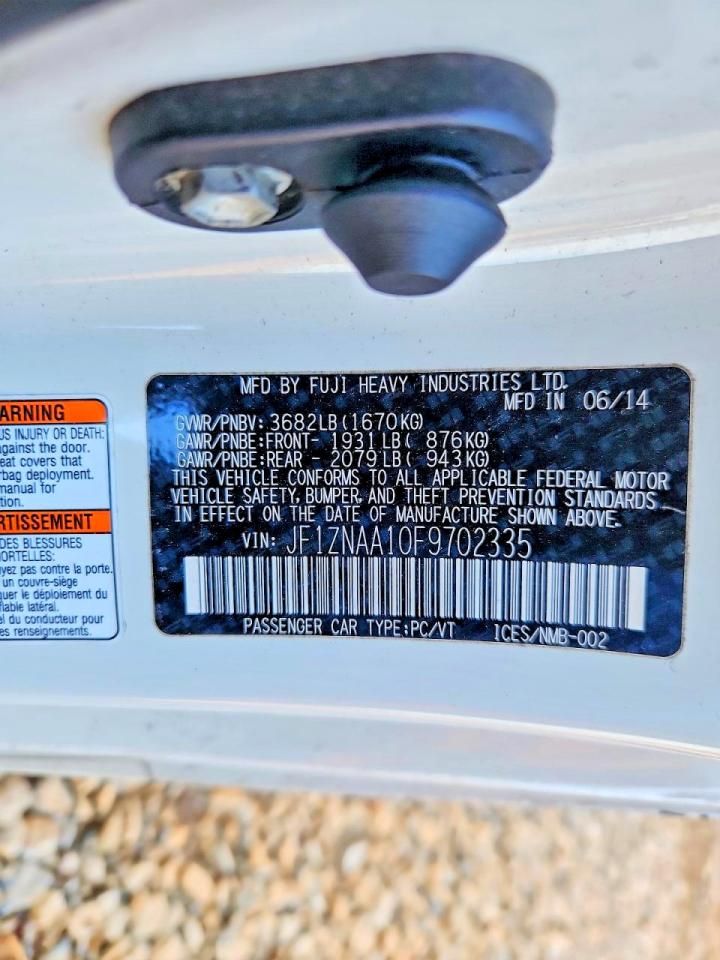 MFD BY FUJI HEAVY INDUSTRIES LTD.
MFD IN 06/14
GVWR/PNBV: 3682LB(1670KG)
GAWR/PNBE:FRONT- 1931LB( 876KG)
GAWR/PNBE:REAR - 2079LB( 943KG)
THIS VEHICLE CONFORMS TO ALL APPLICABLE FEDERAL MOTOR
VEHICLE SAFETY, BUMPER, AND THEFT PREVENTION STANDARDS
IN EFFECT ON THE DATE OF MANUFACTURE SHOWN ABOVE.
VIN: JF1ZNAA10F9702335
PASSENGER CAR TYPE;PC/VT ICES/NMB-002
ARNING
US INJURY OR DEATH:
against the door.
eat covers that
rbag deployment.
manual for
tion.
RTISSEMENT
DES BLESSURES
MORTELLES:
yez pas contre la porte.
un couvre-siège
quer le déploiement du
flable latéral.
el du conducteur pour
es renseignements.